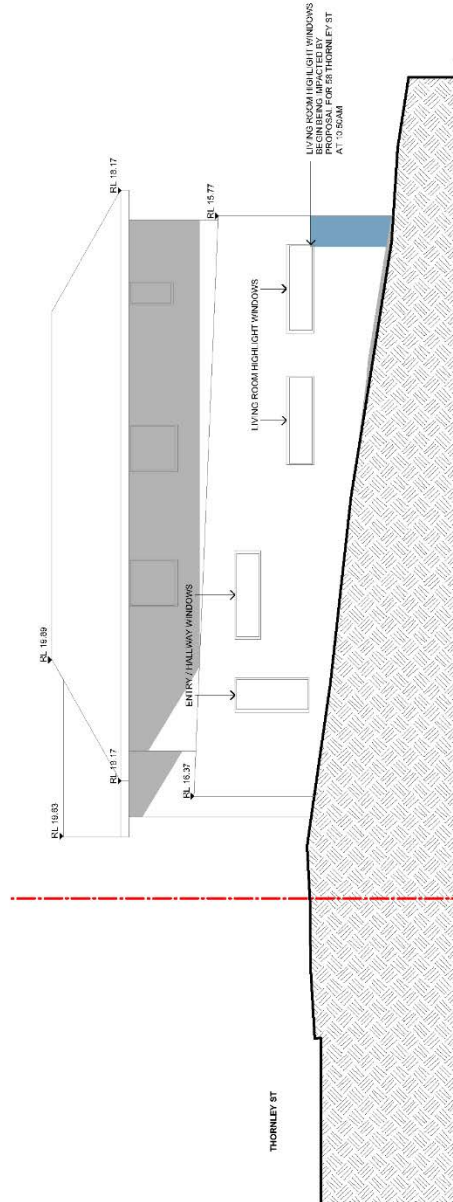 RL 19.63
RL 19.89
RL 19.17
RL 18.17
RL 16.37
RL 15.77
ENTRY / HALLWAY WINDOWS
LIVING ROOM HIGHLIGHT WINDOWS
LIVING ROOM HIGHLIGHT WINDOWS
BEGIN BEING IMPACTED BY
PROPOSAL FOR 58 THORNLEY ST
AT 10:50AM
THORNLEY ST